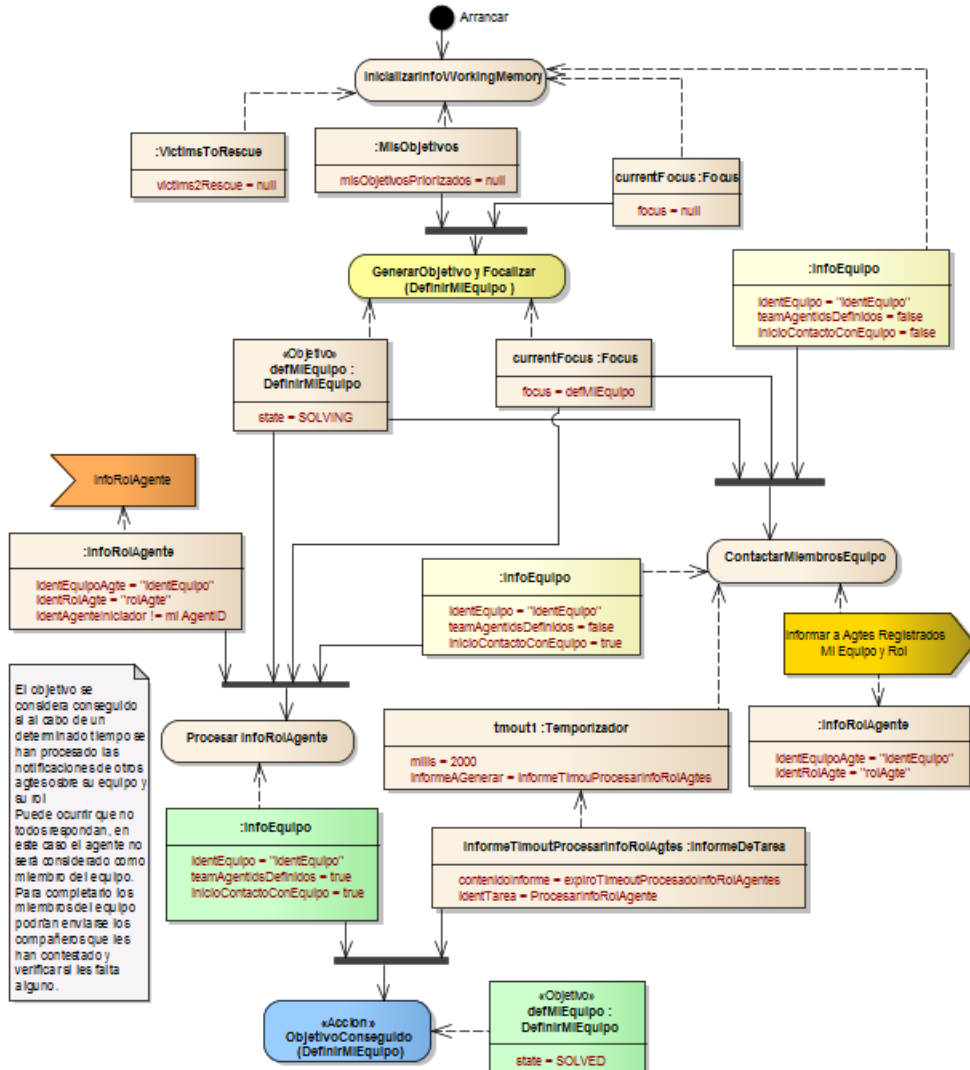 Arrancar
InicializarInfoWorkingMemory
:VictimsToRescue
victims2Rescue = null
:MisObjetivos
misObjetivosPriorizados = null
currentFocus :Focus
focus = null
GenerarObjetivo y Focalizar
(DefinirMiEquipo )
:InfoEquipo
identEquipo = "identEquipo"
teamAgentIdsDefinidos = false
inicioContactoConEquipo = false
«Objetivo»
defMiEquipo :
DefinirMiEquipo
state = SOLVING
currentFocus :Focus
focus = defMiEquipo
InfoRolAgente
:InfoRolAgente
identEquipoAgte = "identEquipo"
identRolAgte = "rolAgte"
identAgenteIniciador != mi AgentID
:InfoEquipo
identEquipo = "identEquipo"
teamAgentIdsDefinidos = false
inicioContactoConEquipo = true
ContactarMiembrosEquipo
Informar a Agtes Registrados
Mi Equipo y Rol
:InfoRolAgente
identEquipoAgte = "identEquipo"
identRolAgte = "rolAgte"
El objetivo se
considera conseguido
si al cabo de un
determinado tiempo se
han procesado las
notificaciones de otros
agtes osbre su equipo y
su rol
Puede ocurrir que no
todos respondan, en
este caso el agente no
será considerado como
miembro del equipo.
Para completarlo los
miembros del equipo
podrían enviarse los
compañeros que les
han contestado y
verificar si les falta
alguno.
Procesar InfoRolAgente
tmout1 :Temporizador
millis = 2000
informeAGenerar = informeTimouProcesarInfoRolAgtes
:InfoEquipo
identEquipo = "identEquipo"
teamAgentIdsDefinidos = true
inicioContactoConEquipo = true
informeTimoutProcesarInfoRolAgtes :InformeDeTarea
contenidoInforme = expiroTimeoutProcesadoInfoRolAgentes
identTarea = ProcesarInfoRolAgente
«Accion»
ObjetivoConseguido
(DefinirMiEquipo)
«Objetivo»
defMiEquipo :
DefinirMiEquipo
state = SOLVED